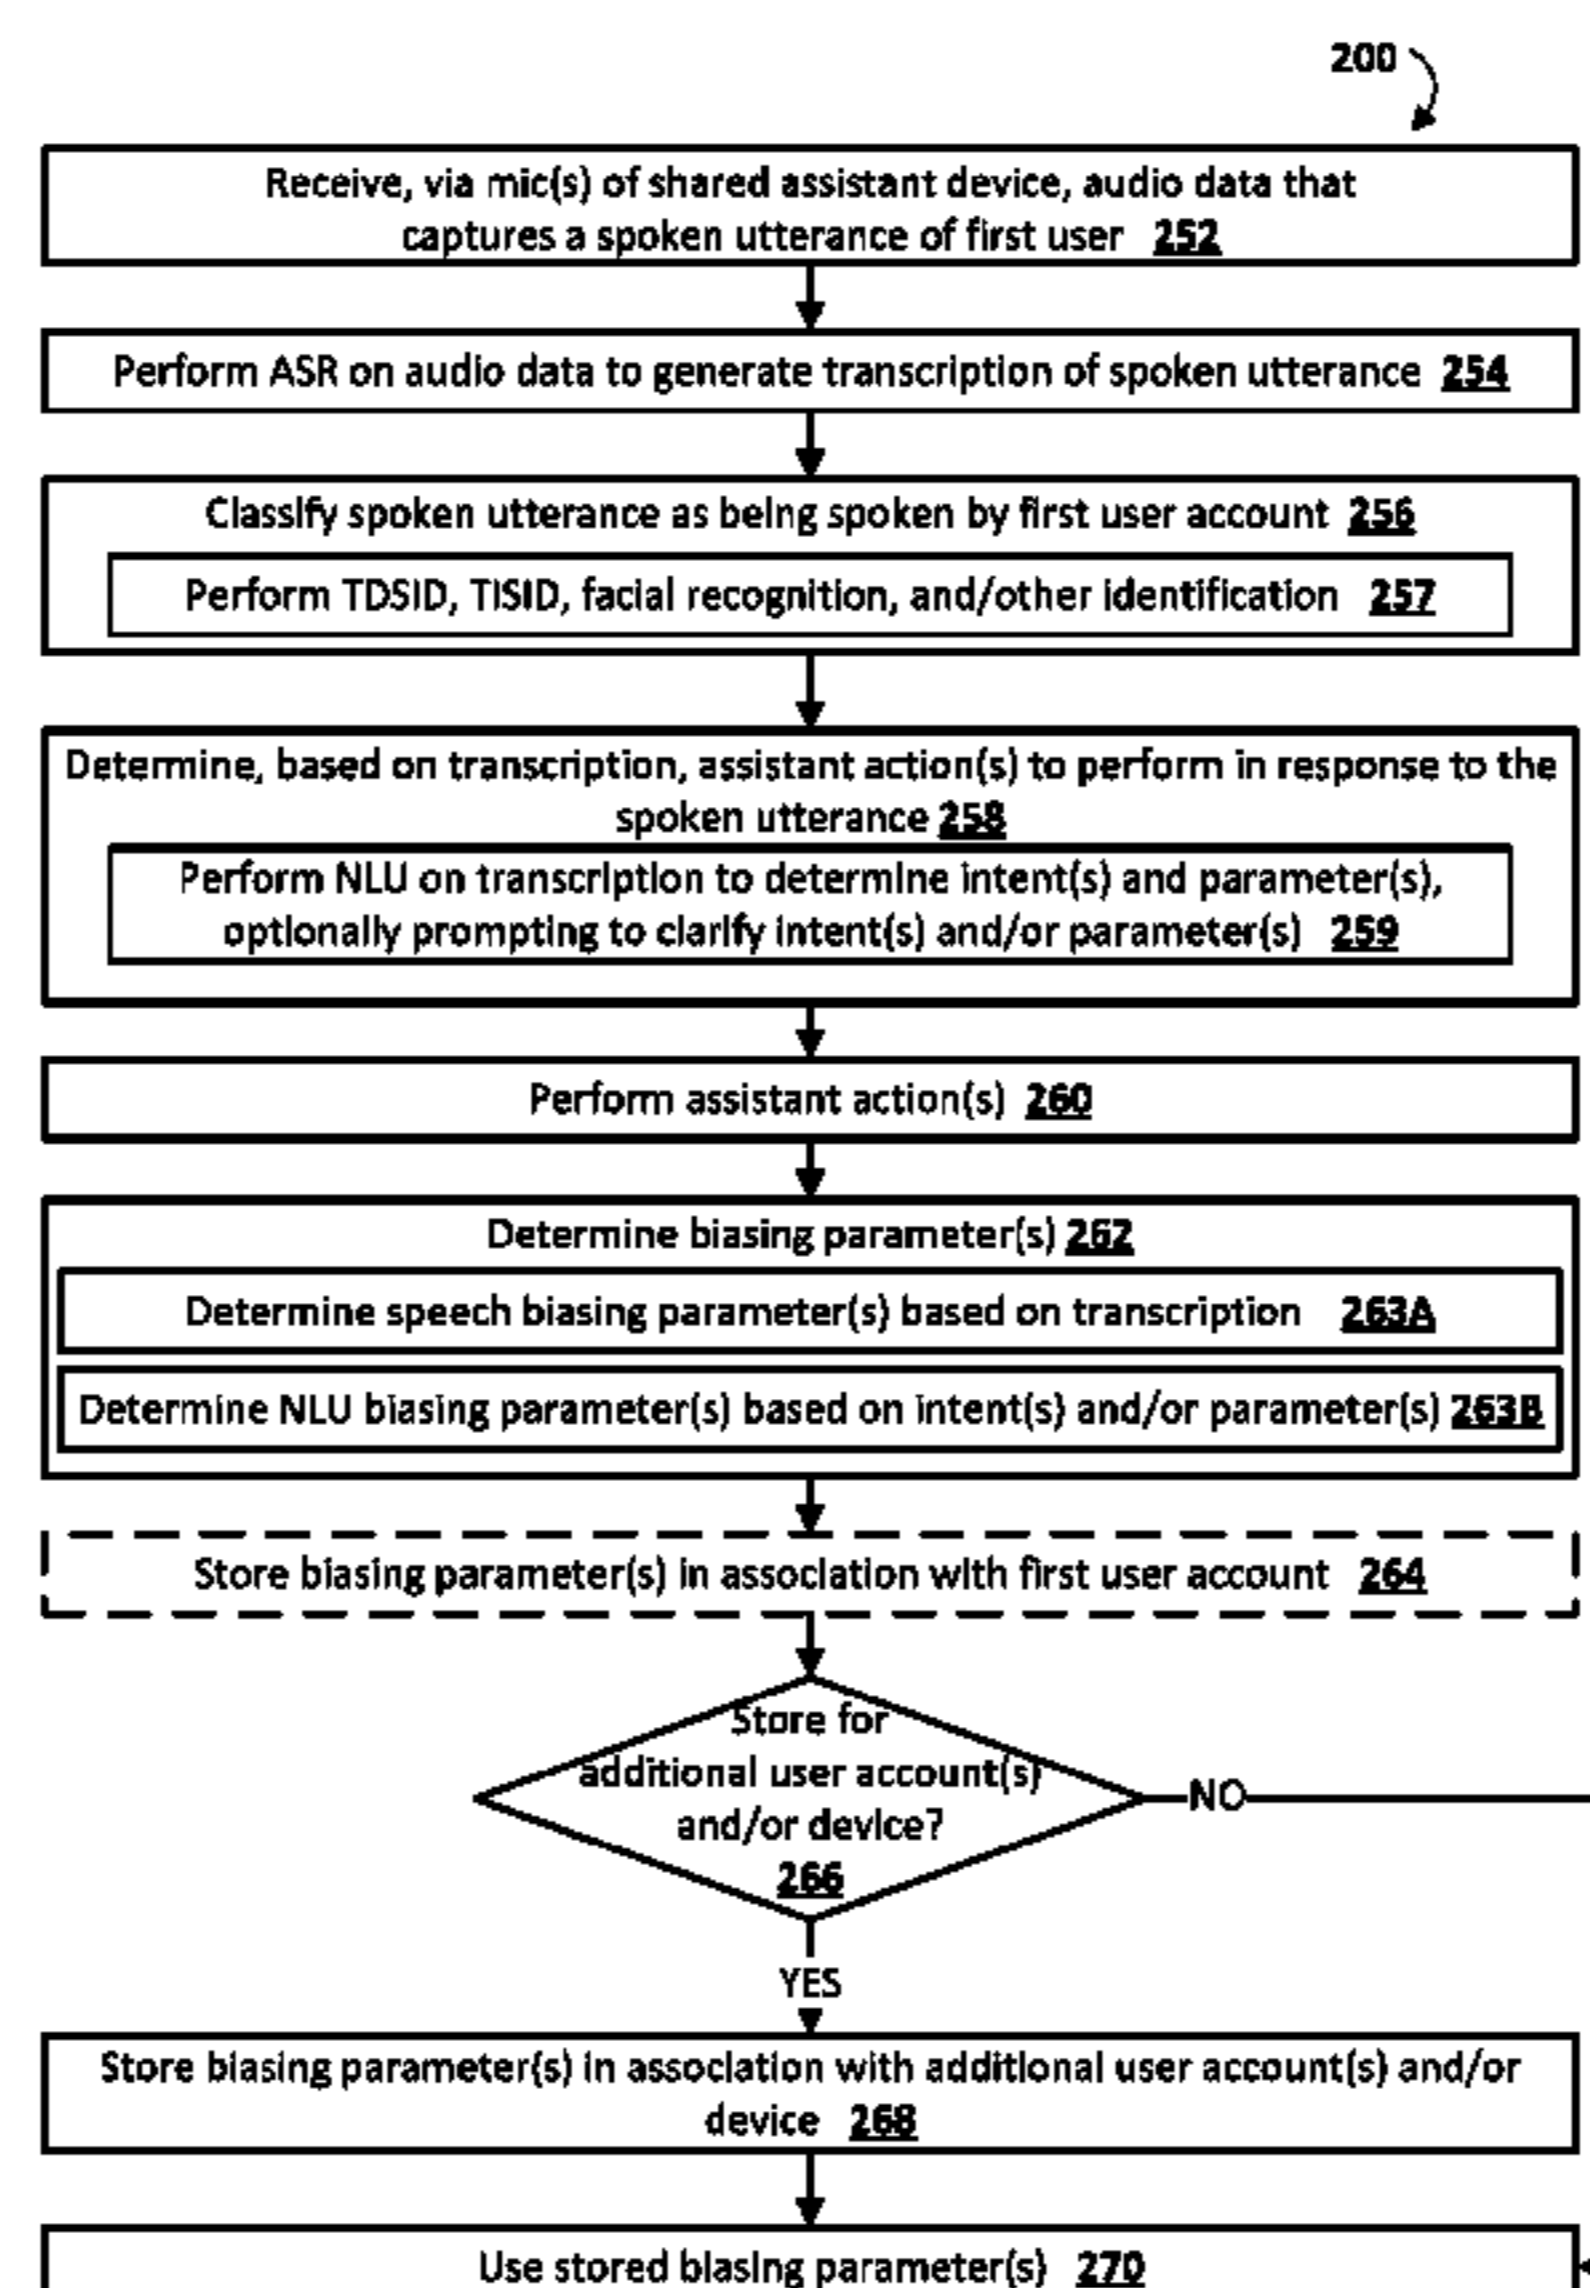 200
Receive, via mic(s) of shared assistant device, audio data that
captures a spoken utterance of first user 252
Perform ASR on audio data to generate transcription of spoken utterance 254
Classify spoken utterance as being spoken by first user account 256
Perform TDSID, TISID, facial recognition, and/other identification 257
Determine, based on transcription, assistant action(s) to perform in response to the
spoken utterance 258
Perform NLU on transcription to determine intent(s) and parameter(s),
optionally prompting to clarify intent(s) and/or parameter(s) 259
Perform assistant action(s) 260
Determine biasing parameter(s) 262
Determine speech biasing parameter(s) based on transcription 263A
Determine NLU biasing parameter(s) based on intent(s) and/or parameter(s) 263B
Store biasing parameter(s) in association with first user account 264
Store for
additional user account(s)
and/or device?
266
NO
YES
Store biasing parameter(s) in association with additional user account(s) and/or
device 268
Use stored biasing parameter(s) 270